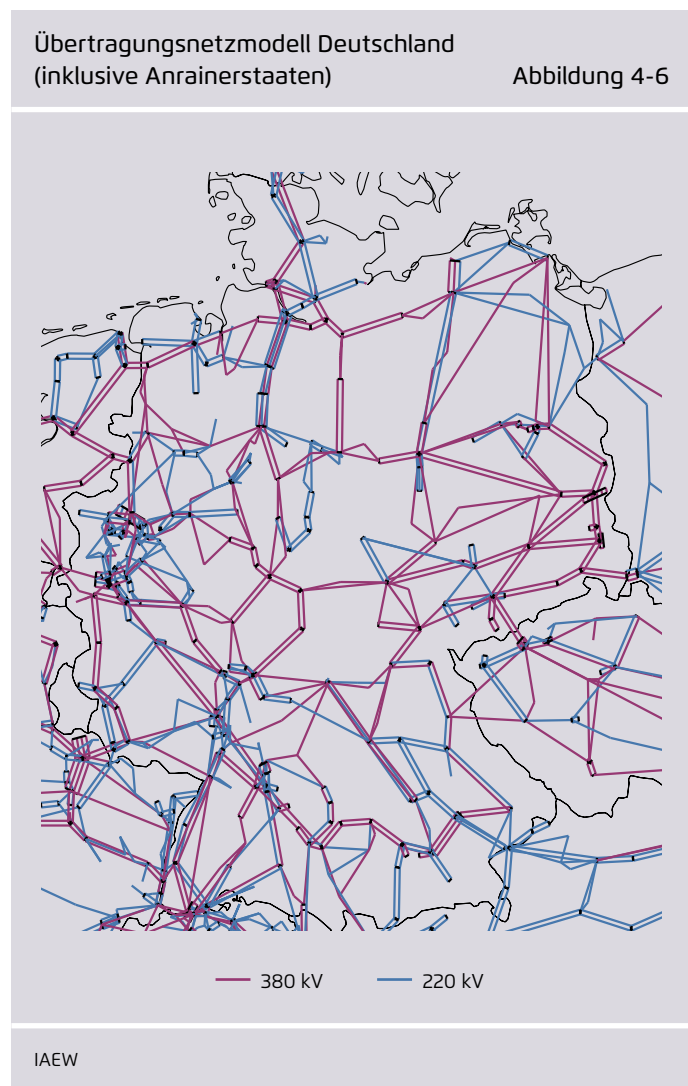 Übertragungsnetzmodell Deutschland
(inklusive Anrainerstaaten) Abbildung 4-6
380 kV 220 kV
IAEW